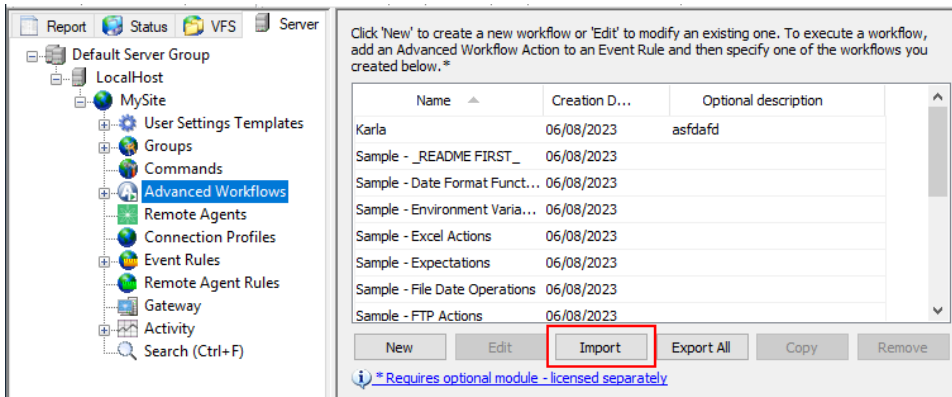 Report Status VFS Server
Default Server Group
LocalHost
MySite
User Settings Templates
Groups
Commands
Advanced Workflows
Remote Agents
Connection Profiles
Event Rules
Remote Agent Rules
Gateway
Activity
Search (Ctrl+F)
Click 'New' to create a new workflow or 'Edit' to modify an existing one. To execute a workflow,
add an Advanced Workflow Action to an Event Rule and then specify one of the workflows you
created below.*
Name Creation D... Optional description
Karla 06/08/2023 asfdafd
Sample - _README FIRST_ 06/08/2023
Sample - Date Format Funct... 06/08/2023
Sample - Environment Varia... 06/08/2023
Sample - Excel Actions 06/08/2023
Sample - Expectations 06/08/2023
Sample - File Date Operations 06/08/2023
Sample - FTP Actions 06/08/2023
New Edit Import Export All Copy Remove
* Requires optional module - licensed separately